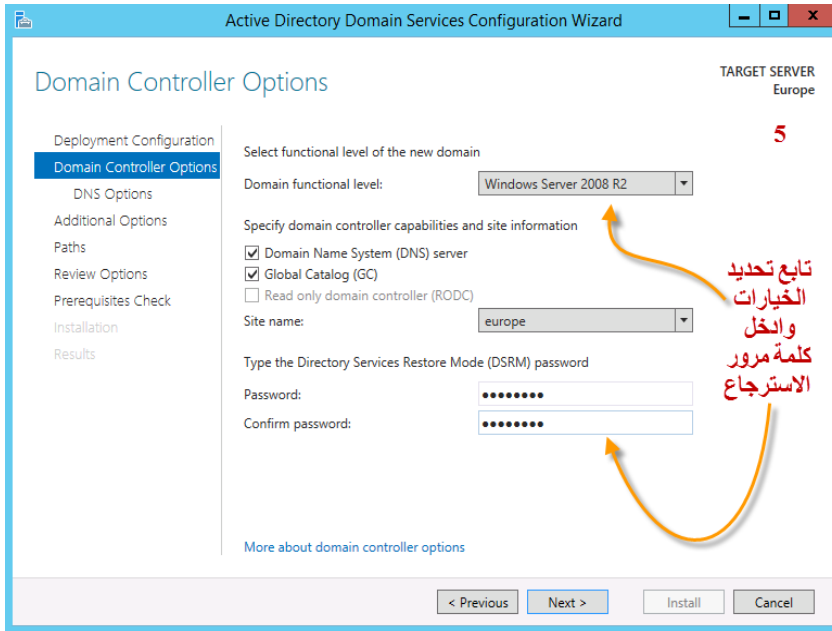 Active Directory Domain Services Configuration Wizard
Domain Controller Options
TARGET SERVER
Europe
5
Deployment Configuration
Domain Controller Options
DNS Options
Additional Options
Paths
Review Options
Prerequisites Check
Installation
Results
Select functional level of the new domain
Domain functional level:
Windows Server 2008 R2
Specify domain controller capabilities and site information
Domain Name System (DNS) server
Global Catalog (GC)
Read only domain controller (RODC)
Site name:
europe
Type the Directory Services Restore Mode (DSRM) password
Password:
••••••••
Confirm password:
••••••••
تابع تحديد
الخيارات
وادخل
كلمة مرور
الاسترجاع
More about domain controller options
< Previous
Next >
Install
Cancel